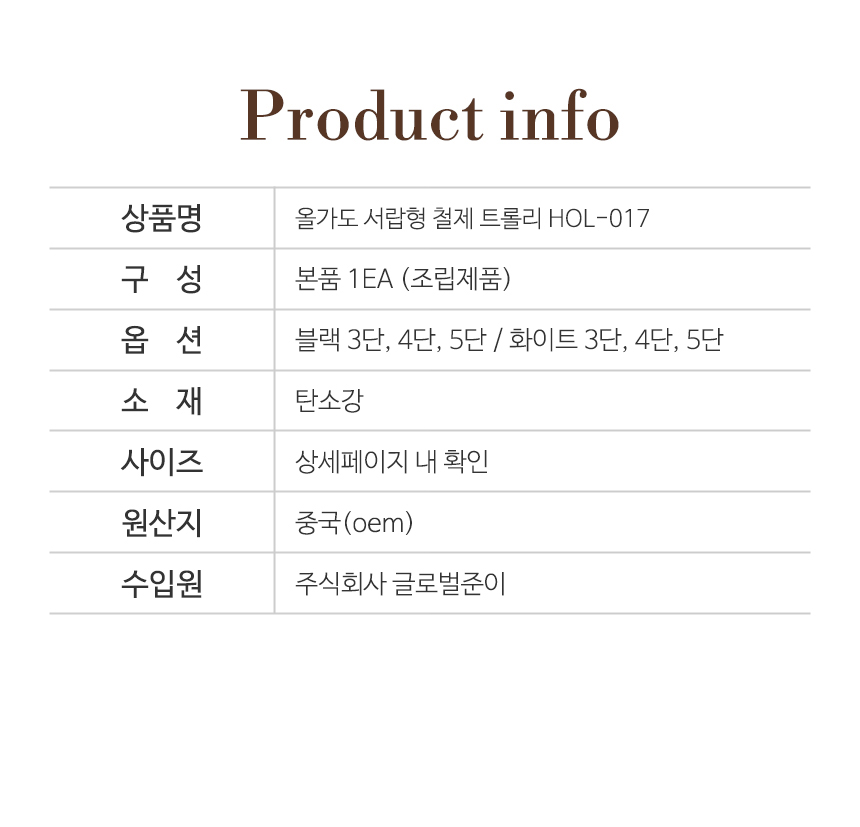 Product info
상품명 올가도 서랍형 철제 트롤리 HOL-017
구 성 본품 1EA (조립제품)
옵 션 블랙 3단, 4단, 5단 / 화이트 3단, 4단, 5단
소 재 탄소강
사이즈 상세페이지 내 확인
원산지 중국(oem)
수입원 주식회사 글로벌준이